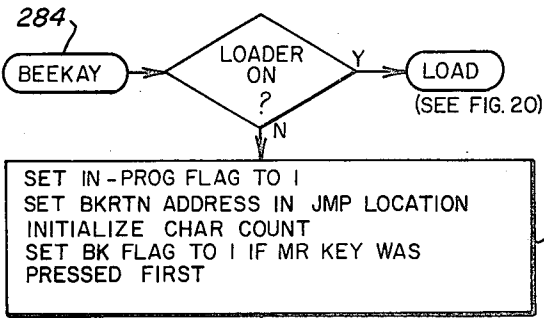 284
BEEKAY
LOADER
ON
?
Y
LOAD
(SEE FIG. 20)
N
SET IN-PROG FLAG TO 1
SET BKRTN ADDRESS IN JMP LOCATION
INITIALIZE CHAR COUNT
SET BK FLAG TO 1 IF MR KEY WAS
PRESSED FIRST